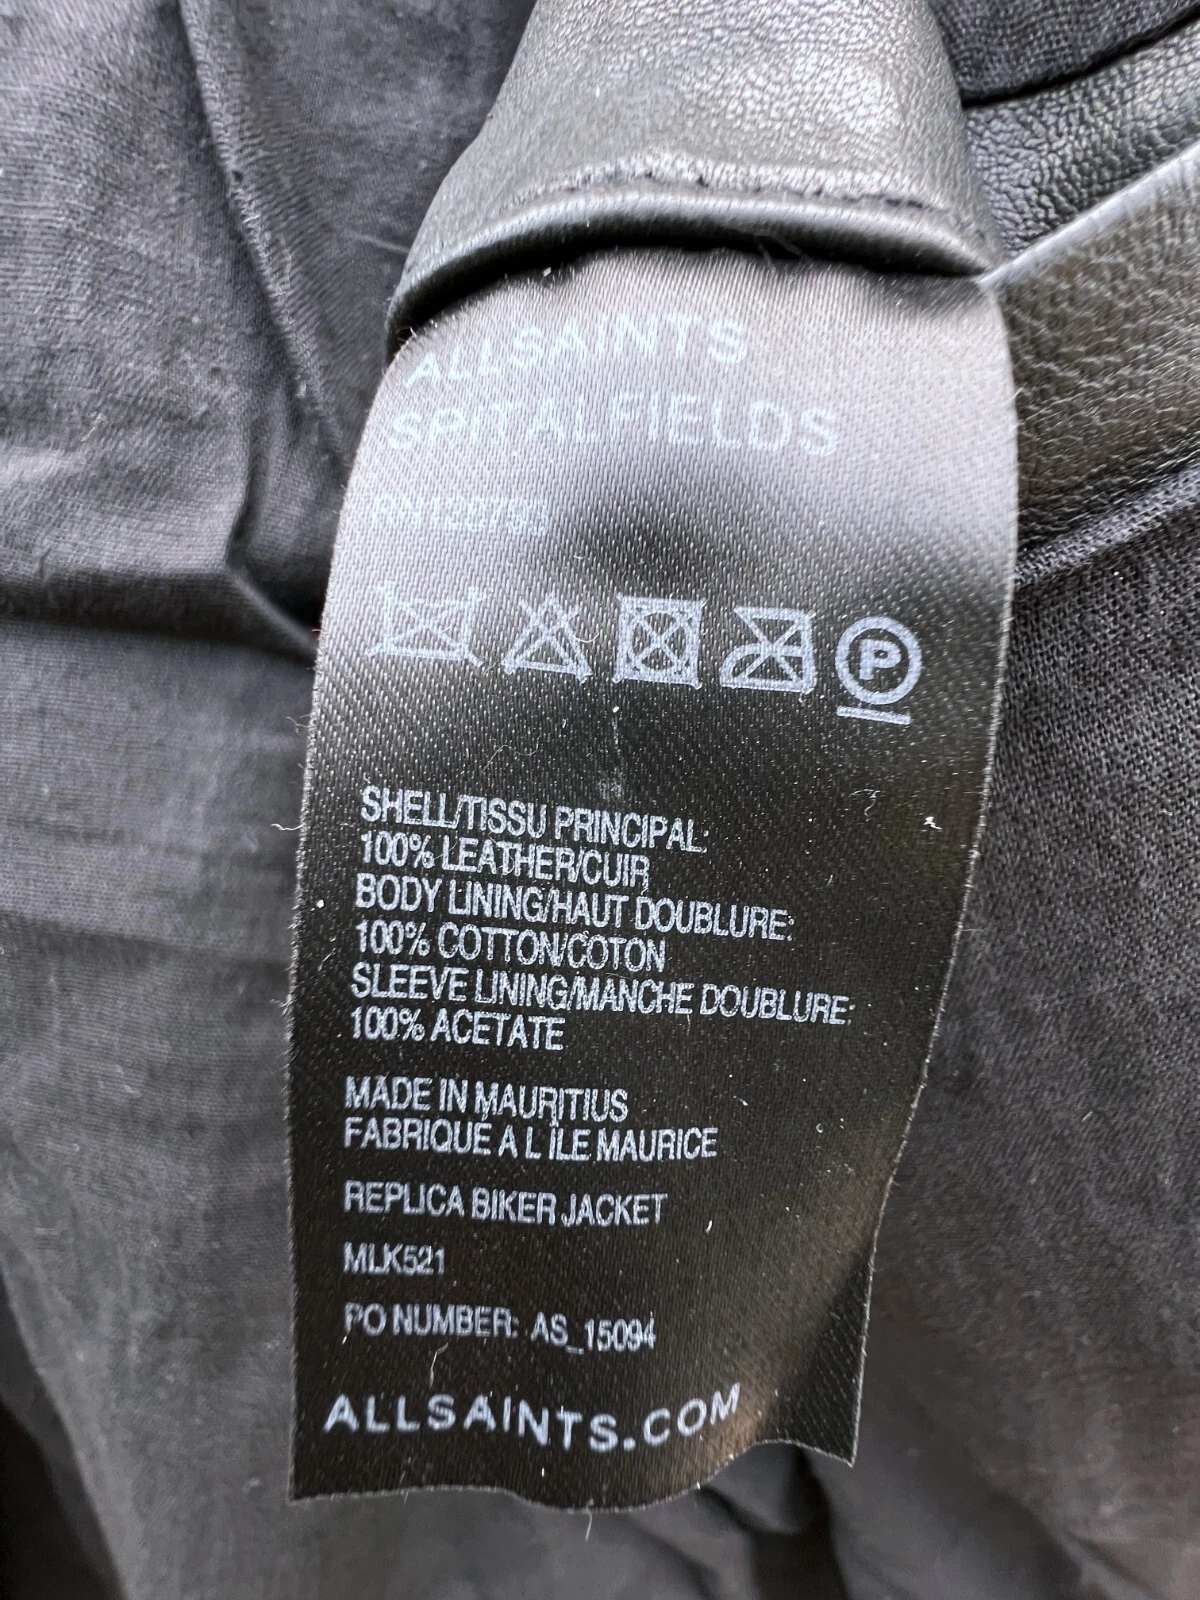 ALLSAINTS
SPITALFIELDS
P
SHELL/TISSU PRINCIPAL:
100% LEATHER/CUIR
BODY LINING/HAUT DOUBLURE:
100% COTTON/COTON
SLEEVE LINING/MANCHE DOUBLURE:
100% ACETATE
MADE IN MAURITIUS
FABRIQUE A L ÎLE MAURICE
REPLICA BIKER JACKET
MLK521
PO NUMBER: AS_15094
ALLSAINTS.COM